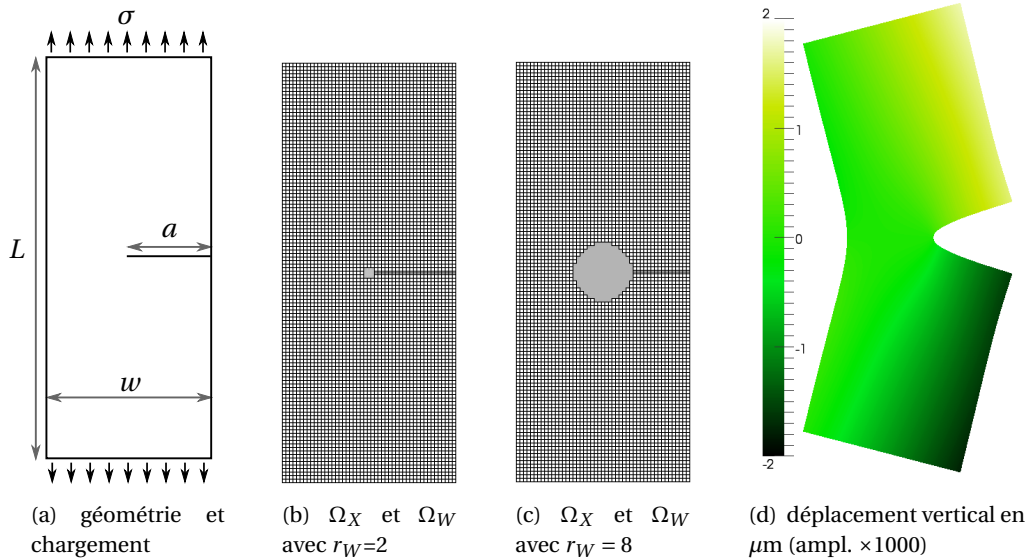 σ
L
a
w
2
1
0
-1
-2
(a) géométrie et
chargement
(b) Ω_X et Ω_W
avec r_W=2
(c) Ω_X et Ω_W
avec r_W = 8
(d) déplacement vertical en
μm (ampl. ×1000)